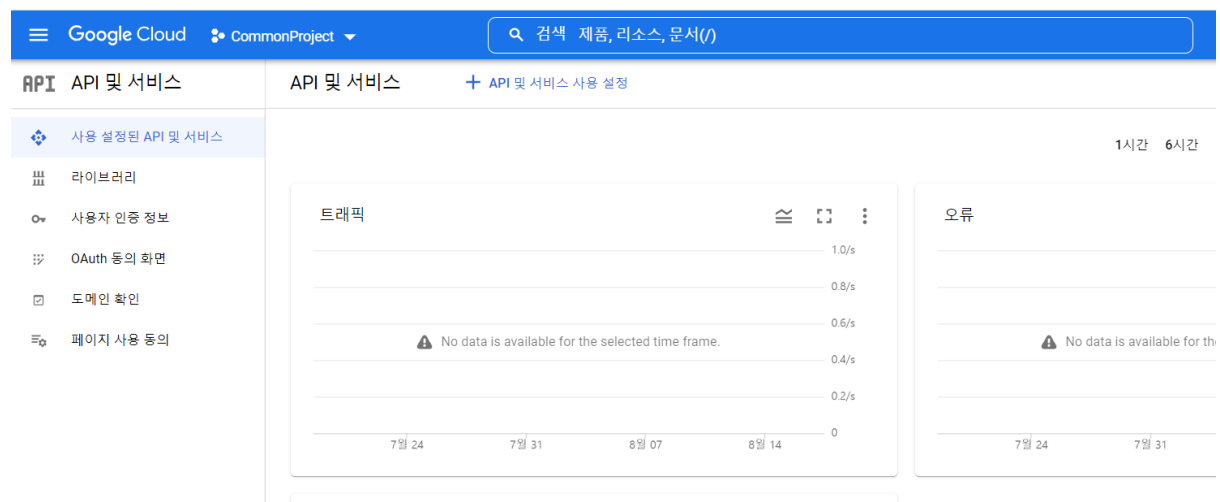 Google Cloud CommonProject 검색 제품, 리소스, 문서(/)
API API 및 서비스
API 및 서비스 + API 및 서비스 사용 설정
사용 설정된 API 및 서비스
라이브러리
사용자 인증 정보
OAuth 동의 화면
도메인 확인
페이지 사용 동의
1시간 6시간
트래픽
1.0/s
0.8/s
0.6/s
0.4/s
0.2/s
0
No data is available for the selected time frame.
7월 24 7월 31 8월 07 8월 14
오류
No data is available for the
7월 24 7월 31